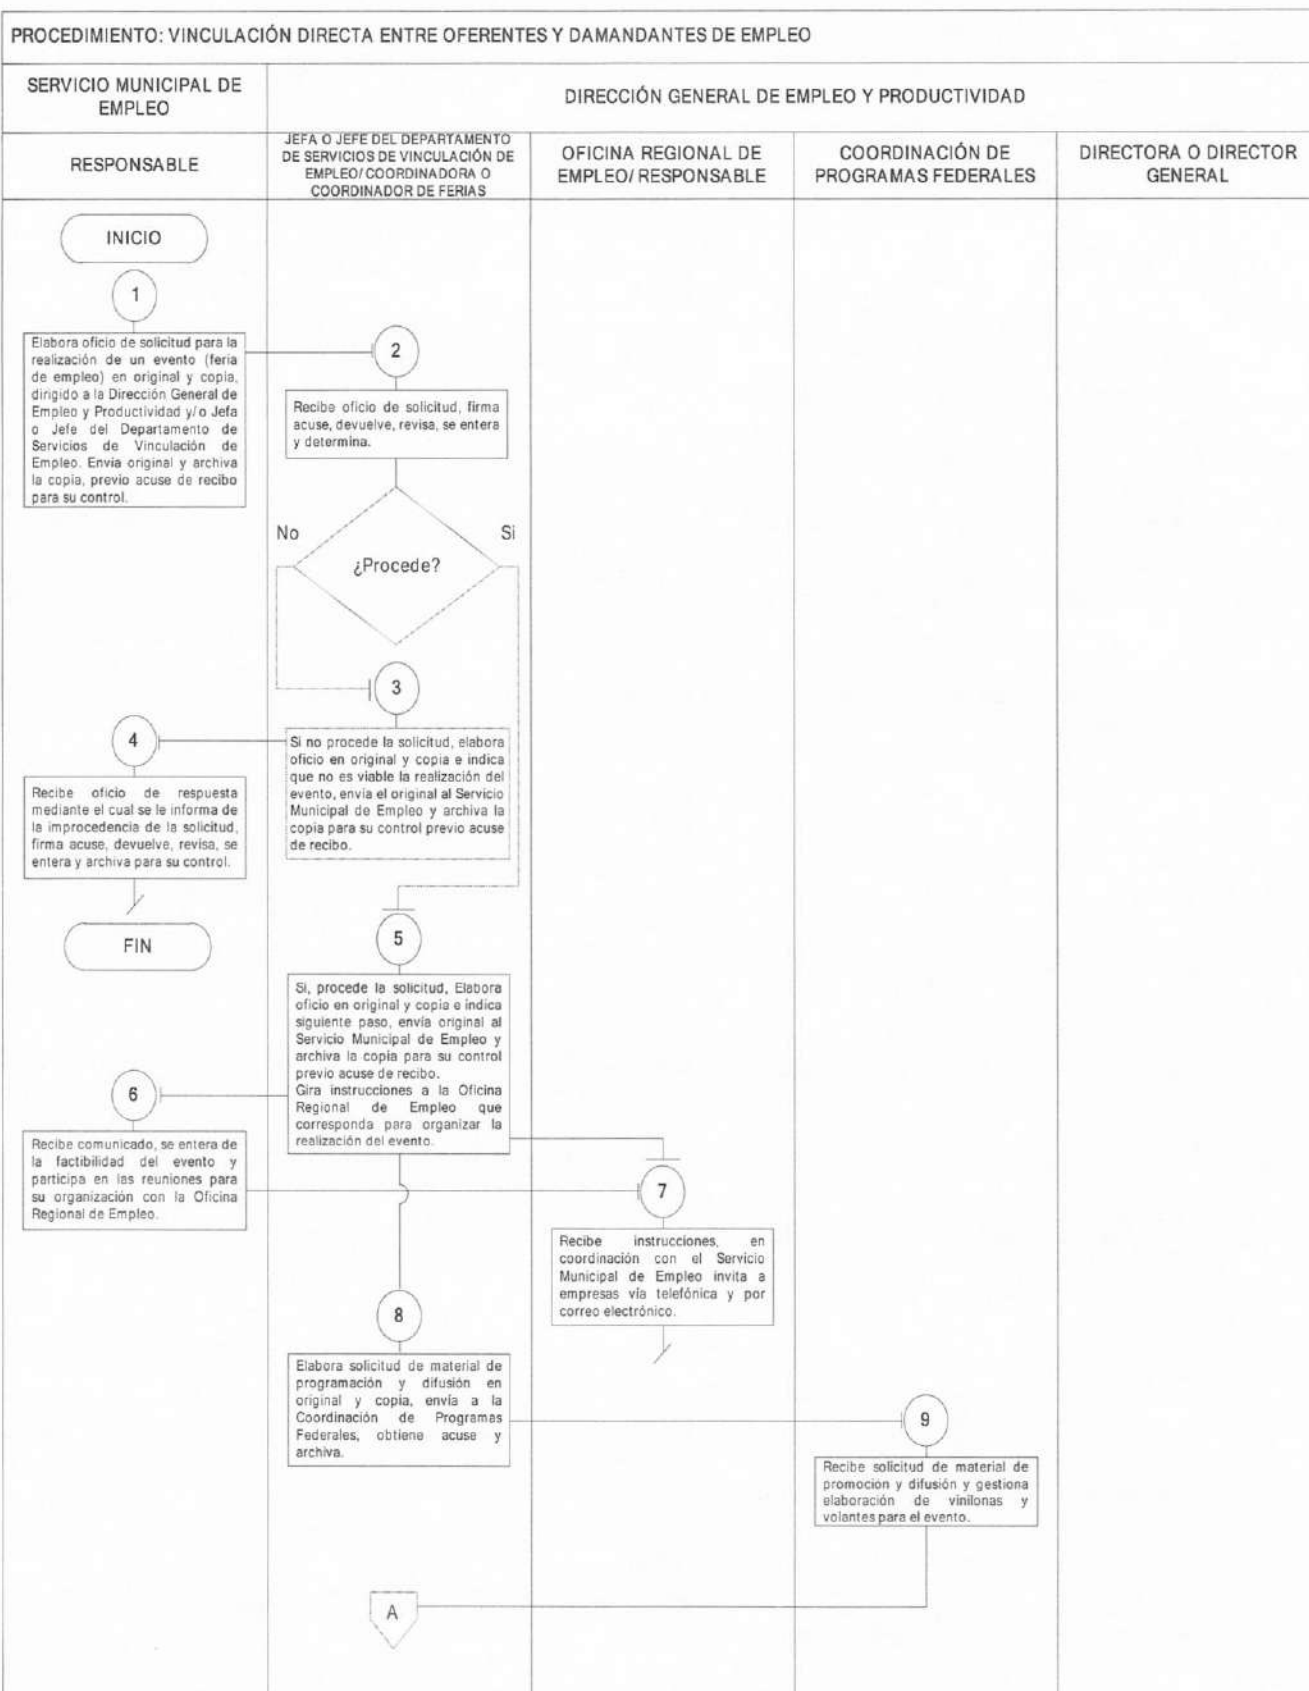 PROCEDIMIENTO: VINCULACIÓN DIRECTA ENTRE OFERENTES Y DAMANDANTES DE EMPLEO
SERVICIO MUNICIPAL DE
EMPLEO
DIRECCIÓN GENERAL DE EMPLEO Y PRODUCTIVIDAD
RESPONSABLE
JEFA O JEFE DEL DEPARTAMENTO
DE SERVICIOS DE VINCULACIÓN DE
EMPLEO/ COORDINADORA O
COORDINADOR DE FERIAS
OFICINA REGIONAL DE
EMPLEO/ RESPONSABLE
COORDINACIÓN DE
PROGRAMAS FEDERALES
DIRECTORA O DIRECTOR
GENERAL
INICIO
1
Elabora oficio de solicitud para la
realización de un evento (feria
de empleo) en original y copia,
dirigido a la Dirección General de
Empleo y Productividad y/o Jefa
o Jefe del Departamento de
Servicios de Vinculación de
Empleo. Envía original y archiva
la copia, previo acuse de recibo
para su control.
2
Recibe oficio de solicitud, firma
acuse, devuelve, revisa, se entera
y determina.
No
Si
¿Procede?
3
Si no procede la solicitud, elabora
oficio en original y copia e indica
que no es viable la realización del
evento, envía el original al Servicio
Municipal de Empleo y archiva la
copia para su control previo acuse
de recibo.
4
Recibe oficio de respuesta
mediante el cual se le informa de
la improcedencia de la solicitud,
firma acuse, devuelve, revisa, se
entera y archiva para su control.
FIN
5
Si, procede la solicitud, Elabora
oficio en original y copia e indica
siguiente paso, envía original al
Servicio Municipal de Empleo y
archiva la copia para su control
previo acuse de recibo.
Gira instrucciones a la Oficina
Regional de Empleo que
corresponda para organizar la
realización del evento.
6
Recibe comunicado, se entera de
la factibilidad del evento y
participa en las reuniones para
su organización con la Oficina
Regional de Empleo.
7
Recibe instrucciones, en
coordinación con el Servicio
Municipal de Empleo invita a
empresas vía telefónica y por
correo electrónico.
8
Elabora solicitud de material de
programación y difusión en
original y copia, envía a la
Coordinación de Programas
Federales, obtiene acuse y
archiva.
9
Recibe solicitud de material de
promoción y difusión y gestiona
elaboración de vinilonas y
volantes para el evento.
A